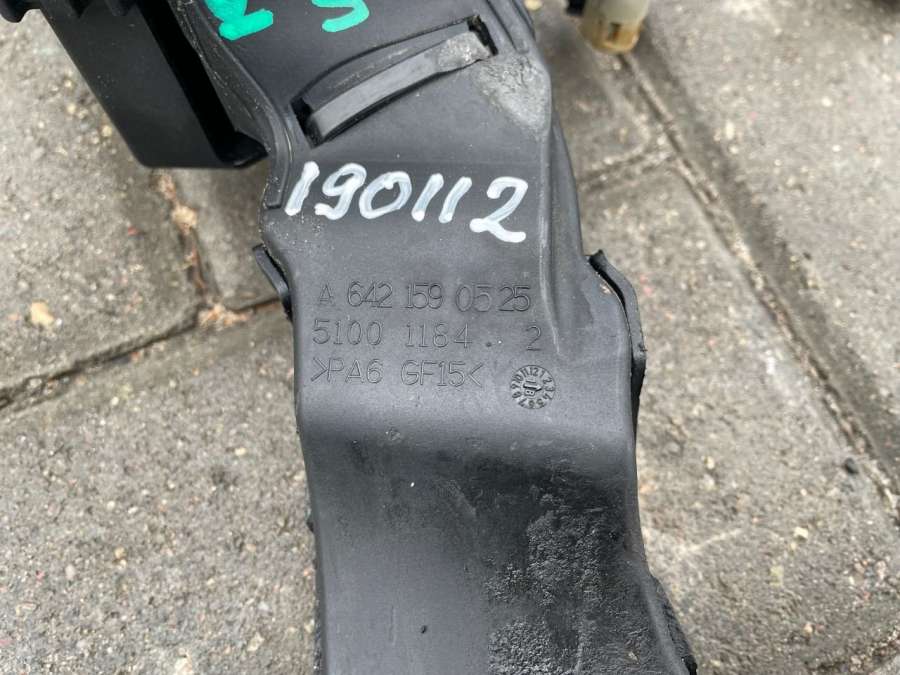 190112
A 642 159 05 25
5100 1184 . 2
>PA6 GF15<